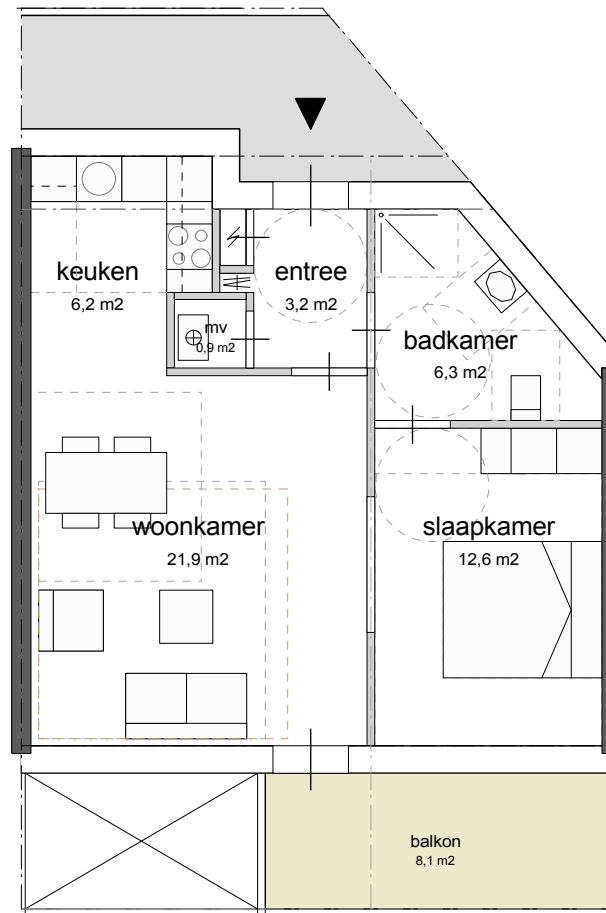 keuken
6,2 m2
entree
3,2 m2
mv
0,9 m2
badkamer
6,3 m2
woonkamer
21,9 m2
slaapkamer
12,6 m2
balkon
8,1 m2